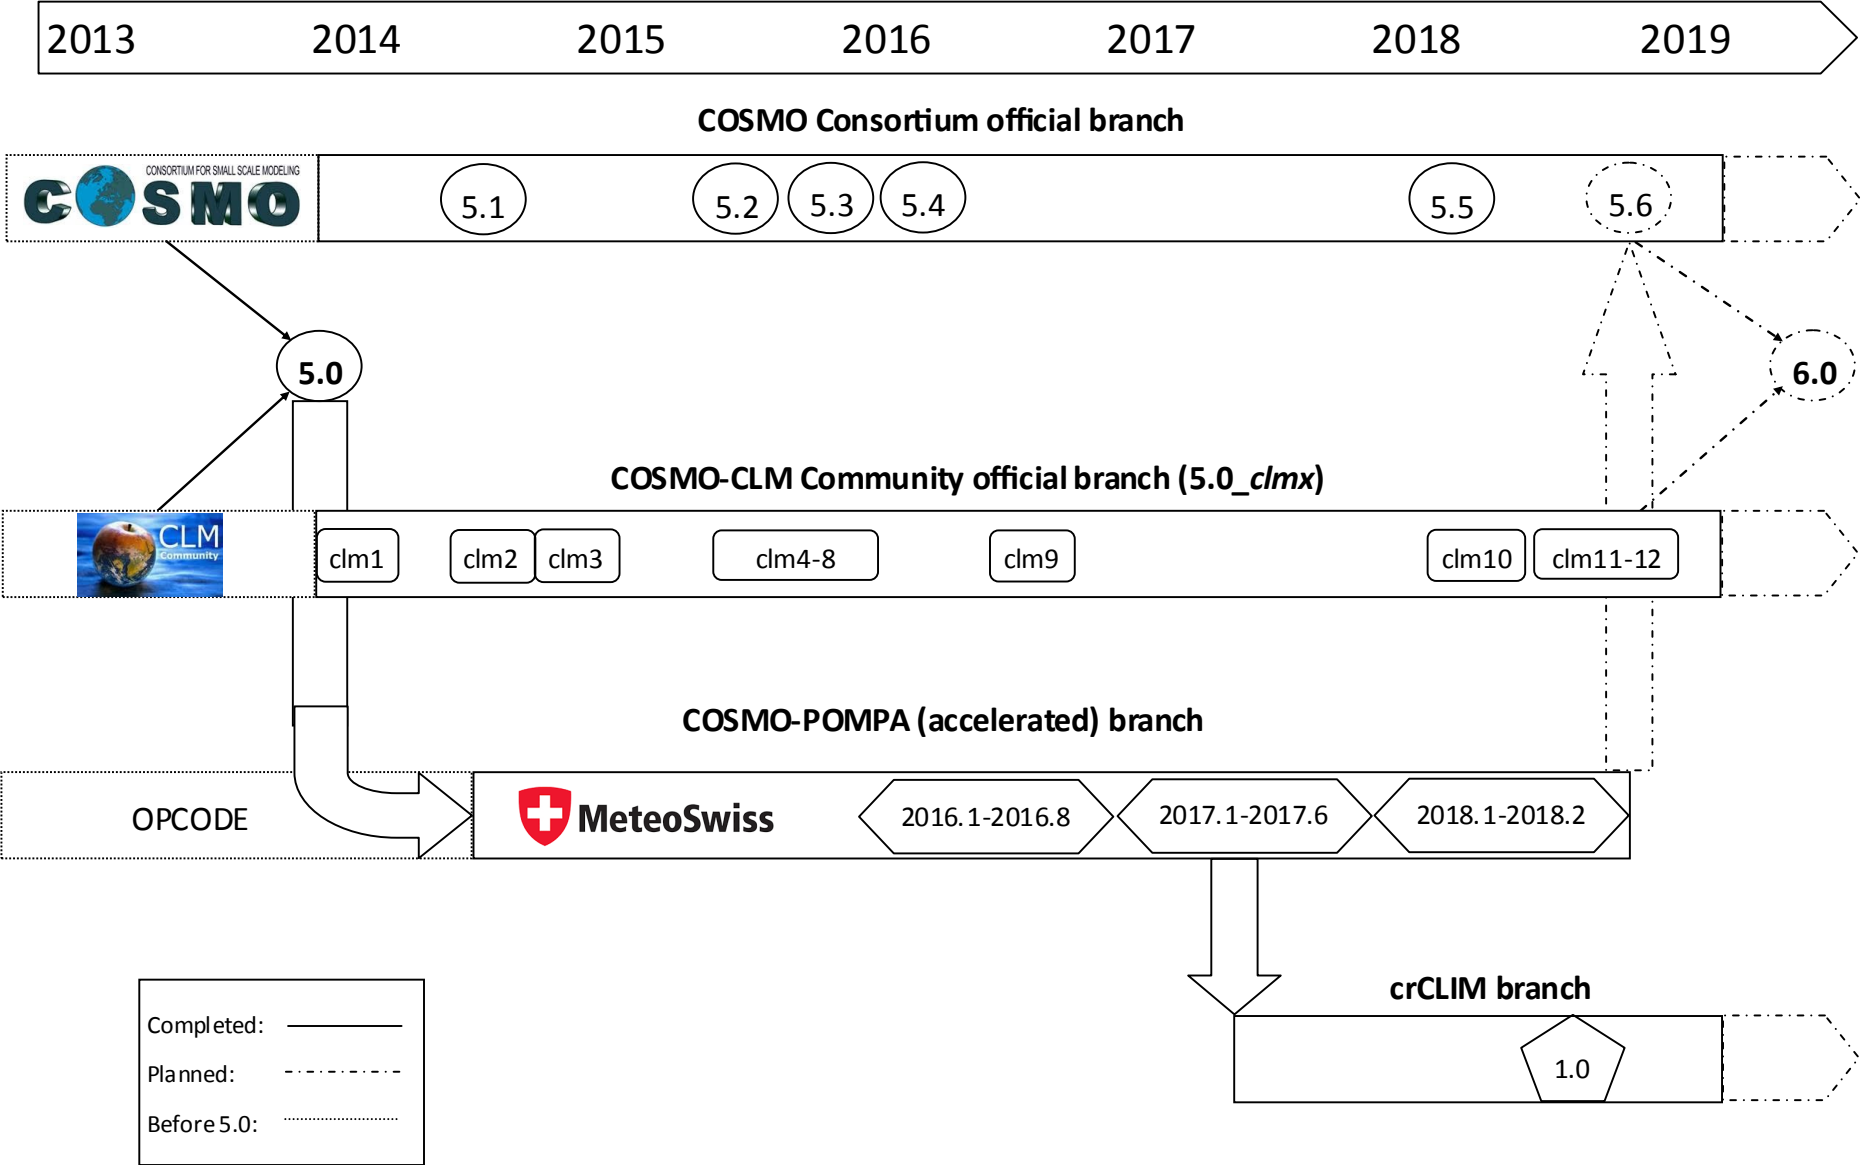 2013 2014 2015 2016 2017 2018 2019
COSMO Consortium official branch
CONSORTIUM FOR SMALL SCALE MODELING
COSMO
5.1 5.2 5.3 5.4 5.5 5.6
5.0
6.0
COSMO-CLM Community official branch (5.0_clmx)
CLM
Community
clm1 clm2 clm3 clm4-8 clm9 clm10 clm11-12
COSMO-POMPA (accelerated) branch
OPCODE
MeteoSwiss
2016.1-2016.8 2017.1-2017.6 2018.1-2018.2
crCLIM branch
1.0
Completed:
Planned:
Before 5.0: